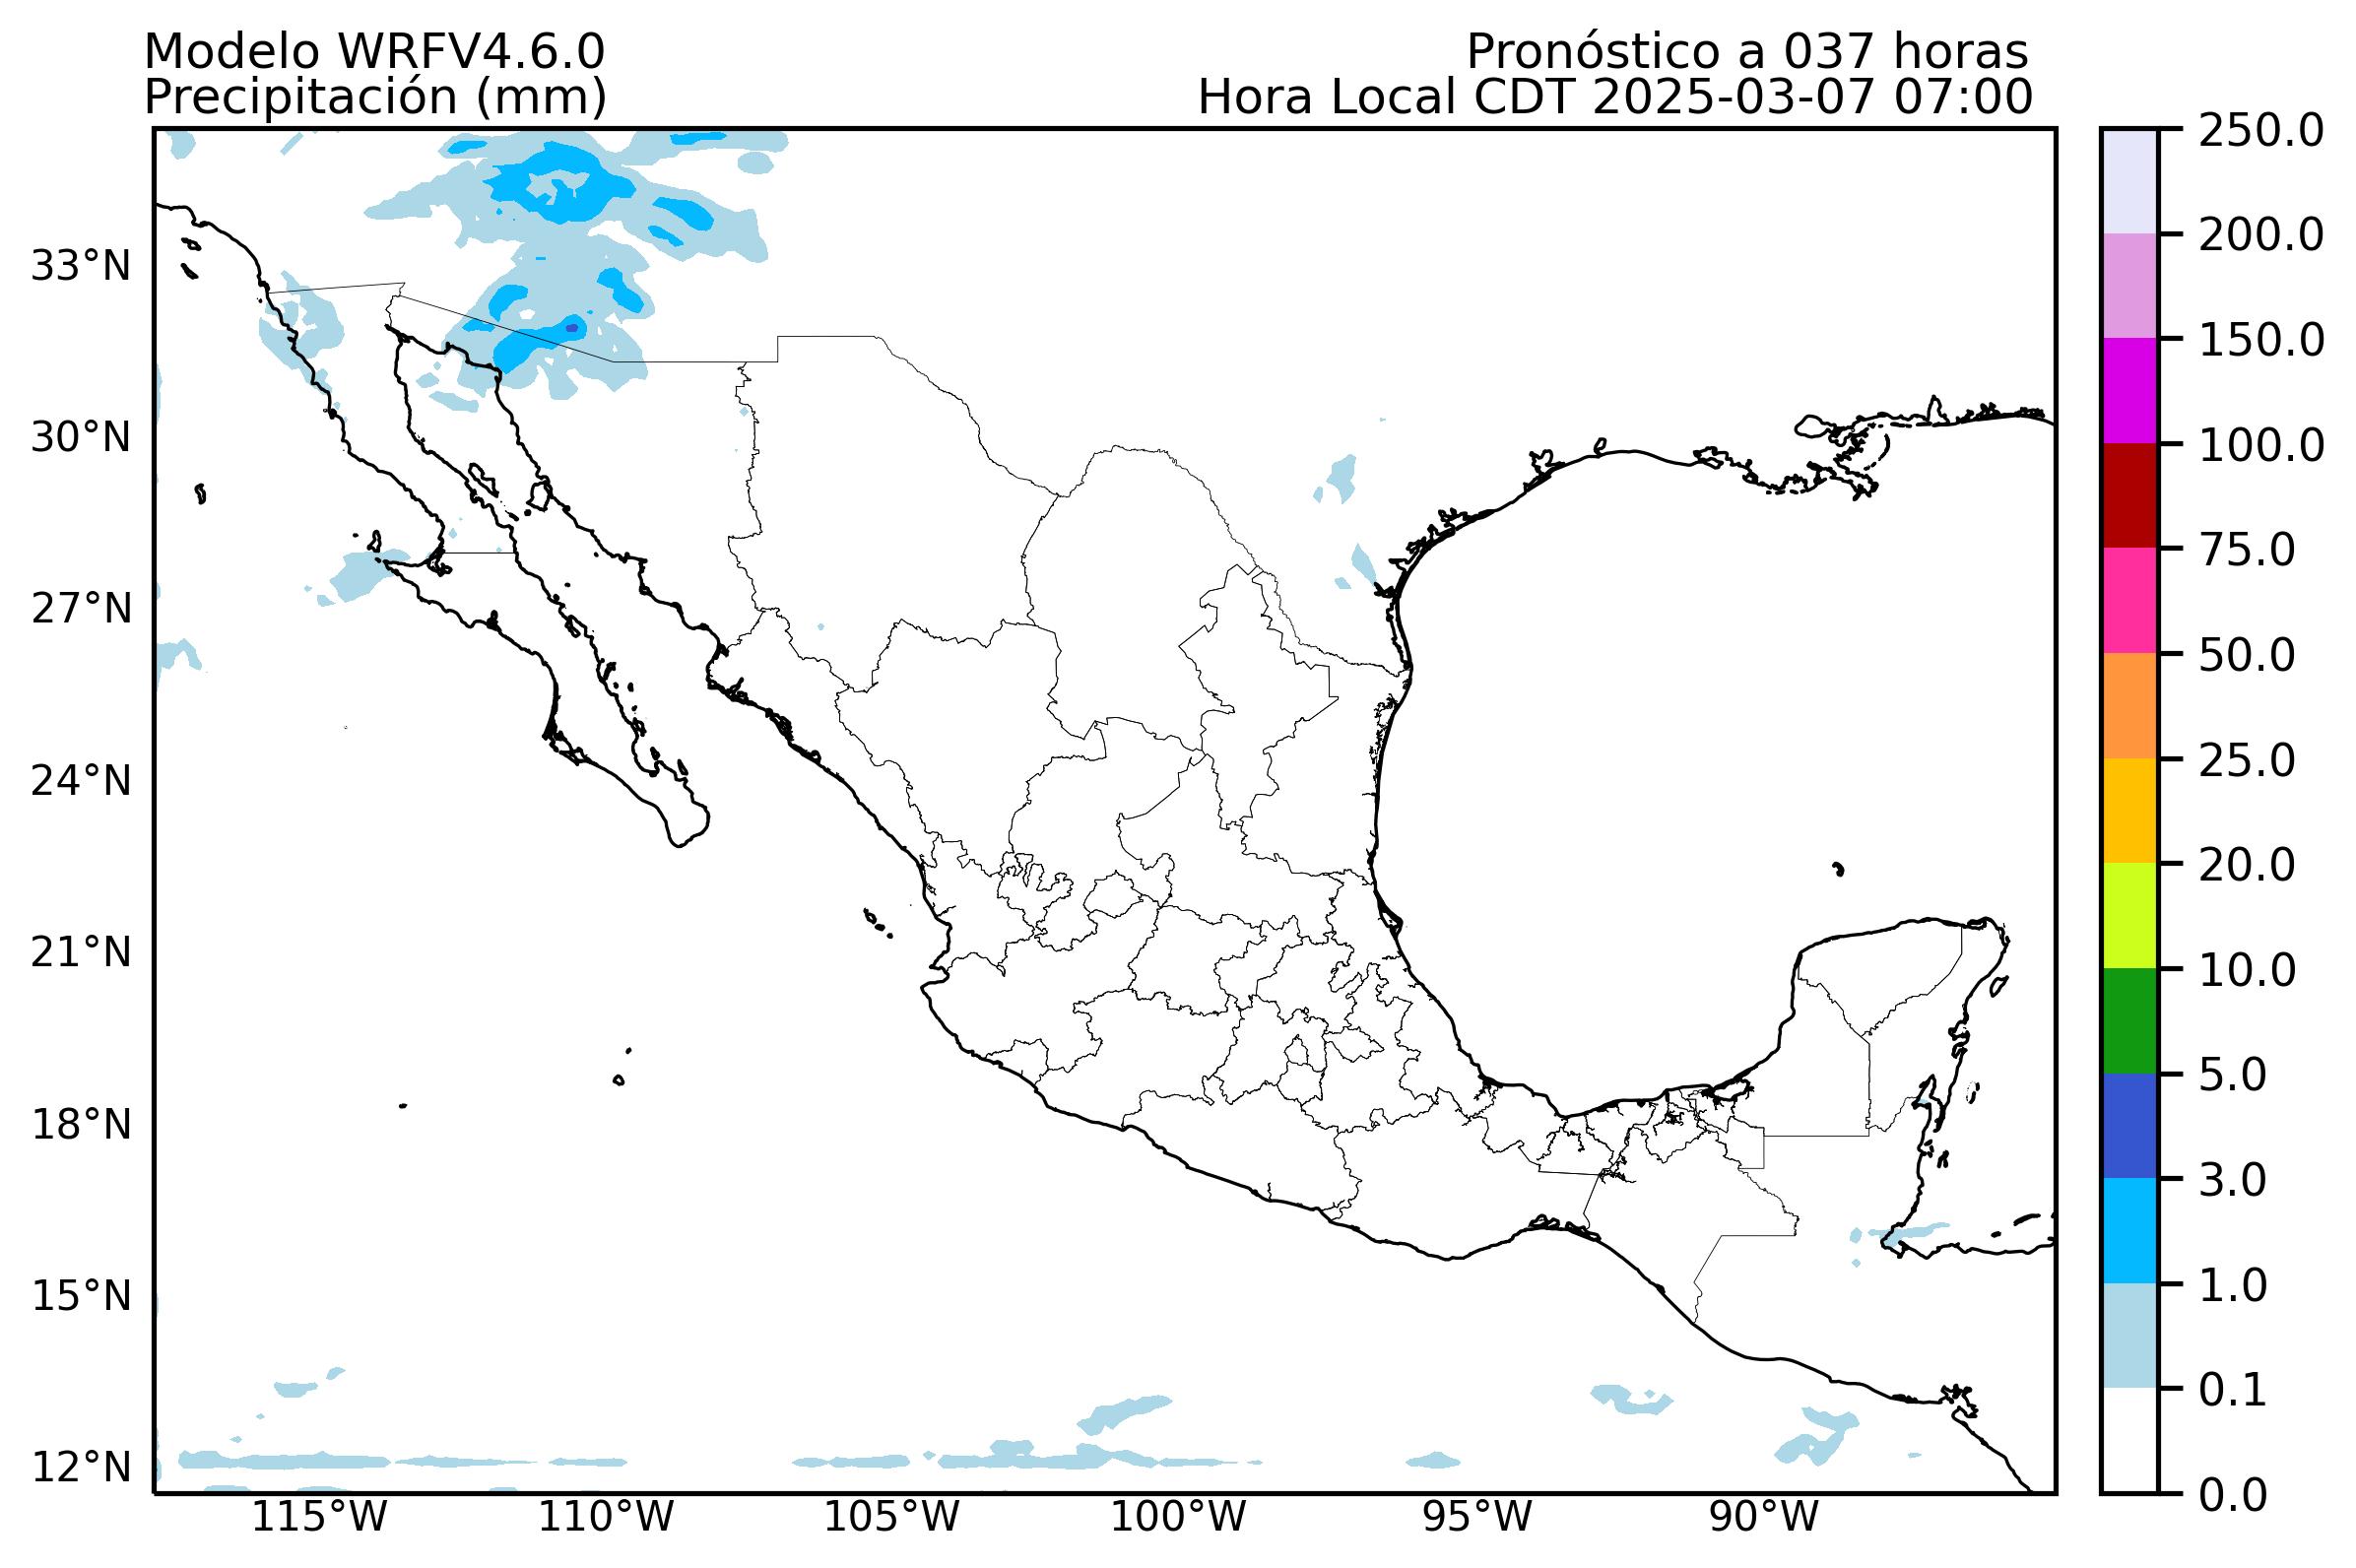 Modelo WRFV4.6.0
Pronóstico a 037 horas
Precipitación (mm)
Hora Local CDT 2025-03-07 07:00
33°N
30°N
27°N
24°N
21°N
18°N
15°N
12°N
115°W
110°W
105°W
100°W
95°W
90°W
250.0
200.0
150.0
100.0
75.0
50.0
25.0
20.0
10.0
5.0
3.0
1.0
0.1
0.0